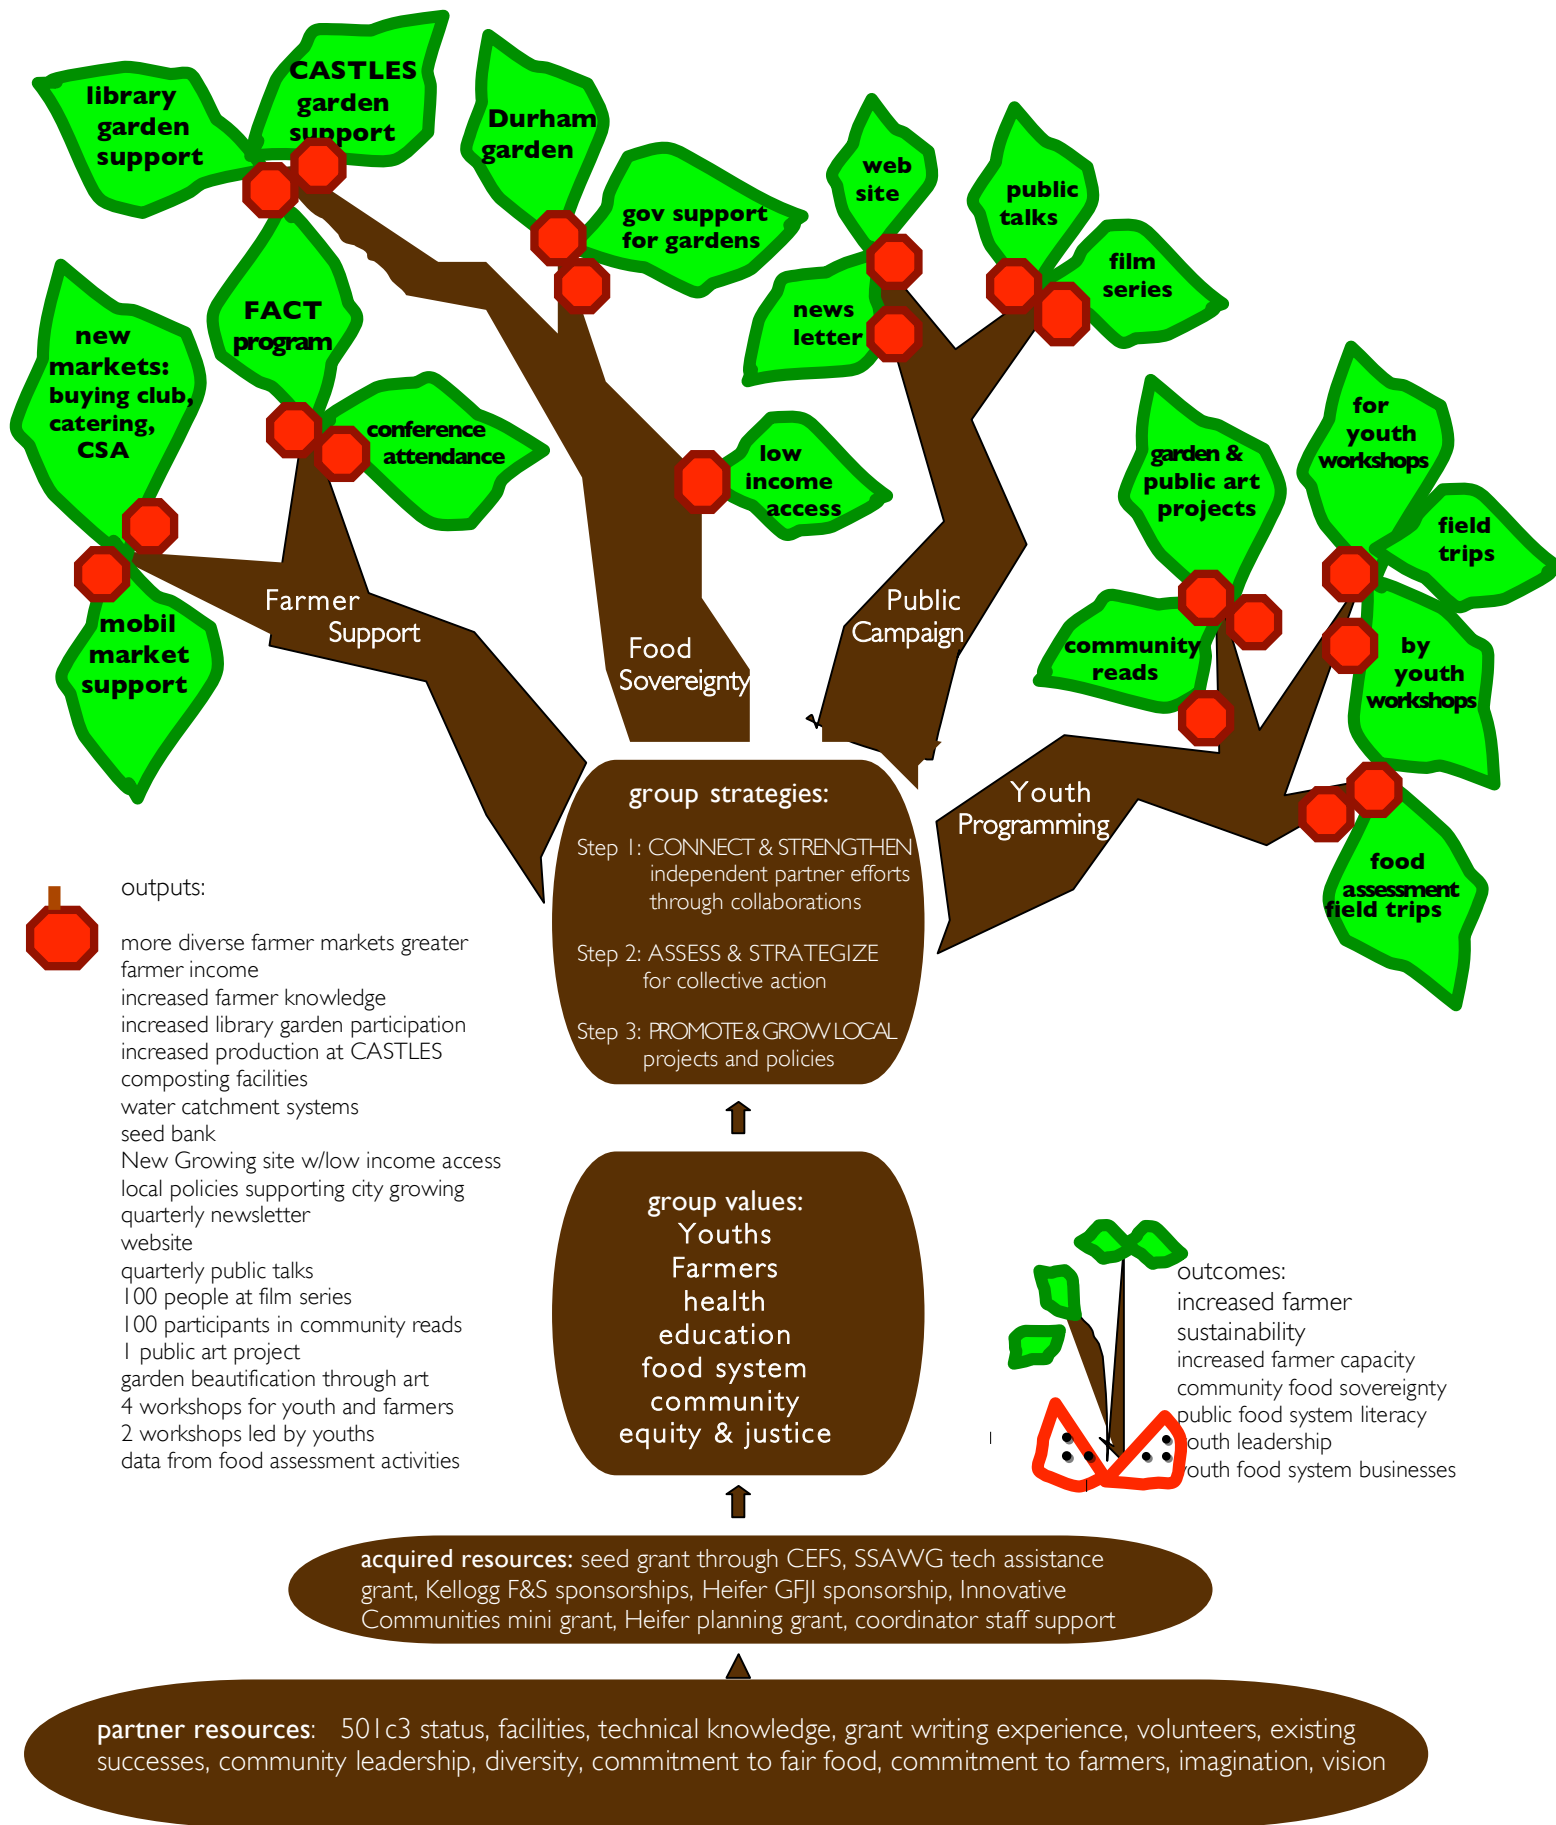 CASTLES
garden
support
library
garden
support
Durham
garden
gov support
for gardens
web
site
public
talks
film
series
news
letter
FACT
program
new
markets:
buying club,
catering,
CSA
conference
attendance
low
income
access
garden &
public art
projects
for
youth
workshops
field
trips
mobil
market
support
community
reads
by
youth
workshops
food
assessment
field trips
Farmer
Support
Food
Sovereignty
Public
Campaign
Youth
Programming
group strategies:
Step 1: CONNECT & STRENGTHEN
independent partner efforts
through collaborations
Step 2: ASSESS & STRATEGIZE
for collective action
Step 3: PROMOTE & GROW LOCAL
projects and policies
outputs:
more diverse farmer markets greater
farmer income
increased farmer knowledge
increased library garden participation
increased production at CASTLES
composting facilities
water catchment systems
seed bank
New Growing site w/low income access
local policies supporting city growing
quarterly newsletter
website
quarterly public talks
100 people at film series
100 participants in community reads
1 public art project
garden beautification through art
4 workshops for youth and farmers
2 workshops led by youths
data from food assessment activities
group values:
Youths
Farmers
health
education
food system
community
equity & justice
outcomes:
increased farmer
sustainability
increased farmer capacity
community food sovereignty
public food system literacy
youth leadership
youth food system businesses
acquired resources: seed grant through CEFS, SSAWG tech assistance
grant, Kellogg F&S sponsorships, Heifer GFJI sponsorship, Innovative
Communities mini grant, Heifer planning grant, coordinator staff support
partner resources: 501c3 status, facilities, technical knowledge, grant writing experience, volunteers, existing
successes, community leadership, diversity, commitment to fair food, commitment to farmers, imagination, vision